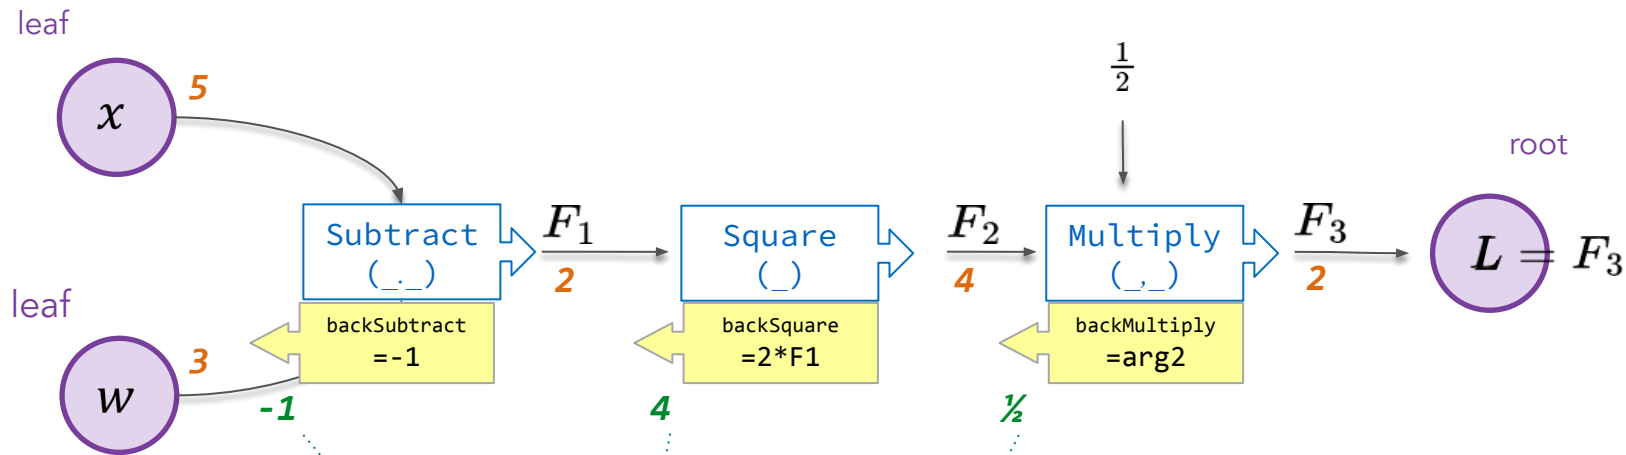 leaf
x
5
1/2
root
Subtract
(_._)
F₁
2
Square
(_)
F₂
4
Multiply
(_,_)
F₃
2
L = F₃
leaf
w
3
backSubtract
=-1
-1
backSquare
=2*F1
4
backMultiply
=arg2
½